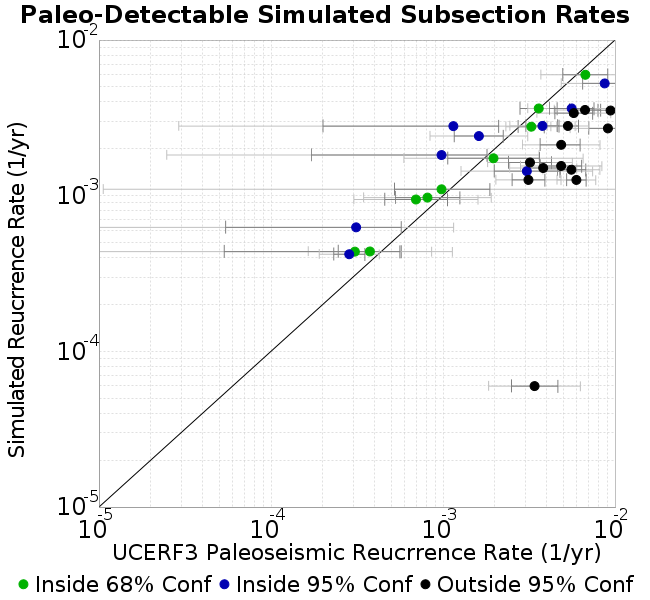 Paleo-Detectable Simulated Subsection Rates
Simulated Reucrrence Rate (1/yr)
10-2
10-3
10-4
10-5
10-5 10-4 10-3 10-2
UCERF3 Paleoseismic Reucrrence Rate (1/yr)
Inside 68% Conf Inside 95% Conf Outside 95% Conf